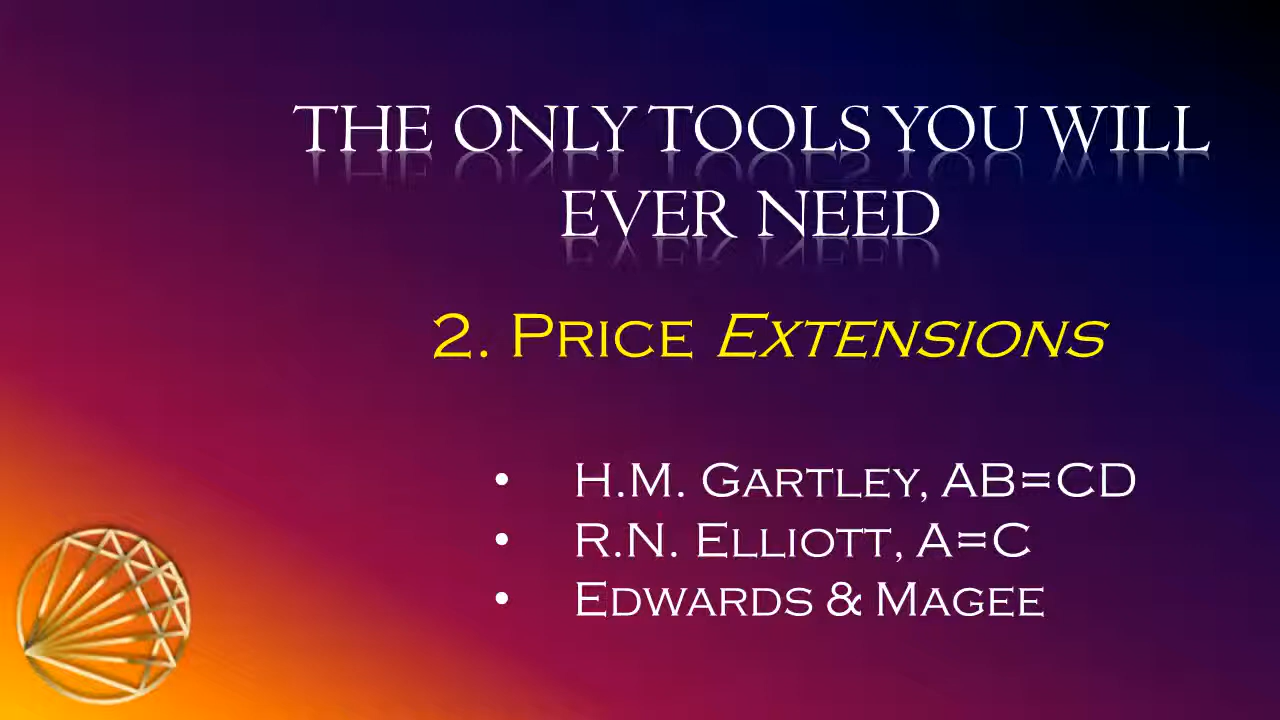 THE ONLY TOOLS YOU WILL
EVER NEED
2. PRICE EXTENSIONS
• H.M. GARTLEY, AB=CD
• R.N. ELLIOTT, A=C
• EDWARDS & MAGEE